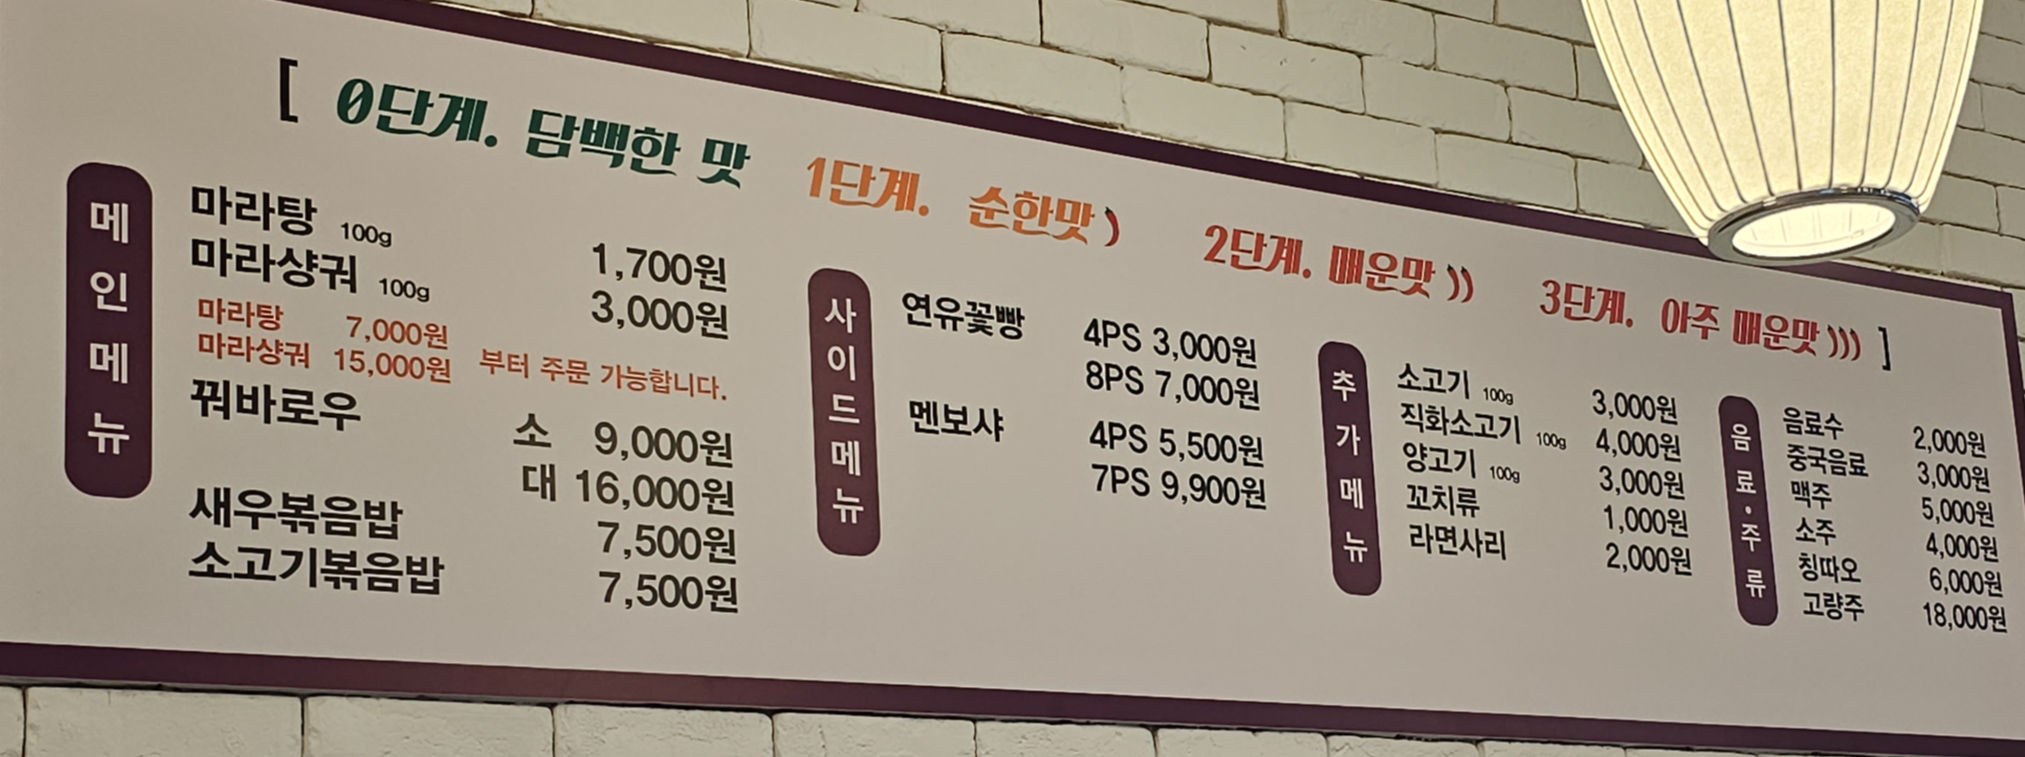 [ 0단계. 담백한 맛 1단계. 순한맛 2단계. 매운맛 3단계. 아주 매운맛 ]
메인메뉴
마라탕 100g 1,700원
마라샹궈 100g 3,000원
마라탕 7,000원
마라샹궈 15,000원 부터 주문 가능합니다.
꿔바로우 소 9,000원
대 16,000원
새우볶음밥 7,500원
소고기볶음밥 7,500원
사이드메뉴
연유꽃빵 4PS 3,000원
8PS 7,000원
멘보샤 4PS 5,500원
7PS 9,900원
추가메뉴
소고기 100g 3,000원
직화소고기 100g 4,000원
양고기 100g 3,000원
꼬치류 1,000원
라면사리 2,000원
음료·주류
음료수 2,000원
중국음료 3,000원
맥주 5,000원
소주 4,000원
칭따오 6,000원
고량주 18,000원